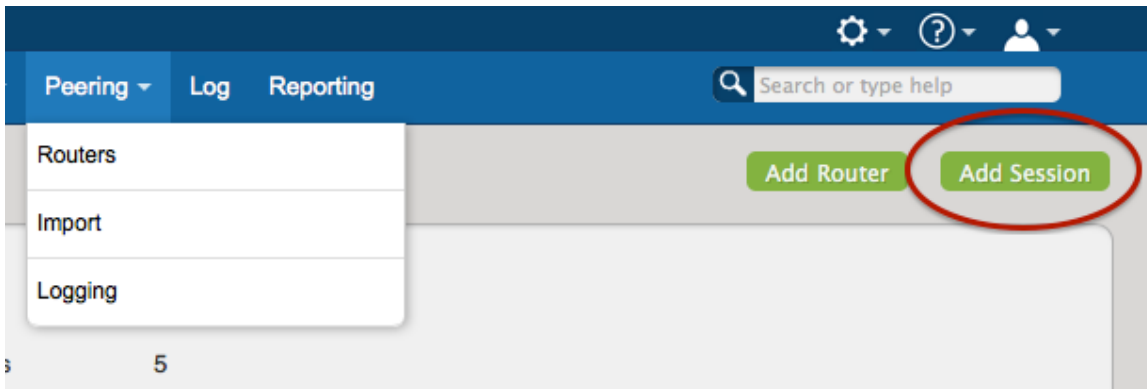 Peering Log Reporting Search or type help
Routers
Add Router Add Session
Import
Logging
s 5